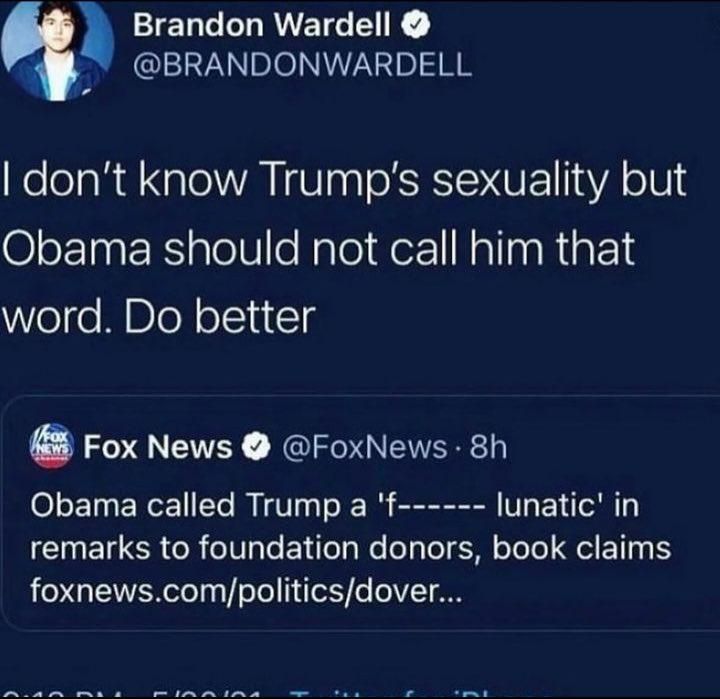 Brandon Wardell
@BRANDONWARDELL
I don't know Trump's sexuality but
Obama should not call him that
word. Do better
FOX
NEWS
Fox News @FoxNews · 8h
Obama called Trump a 'f------ lunatic' in
remarks to foundation donors, book claims
foxnews.com/politics/dover...